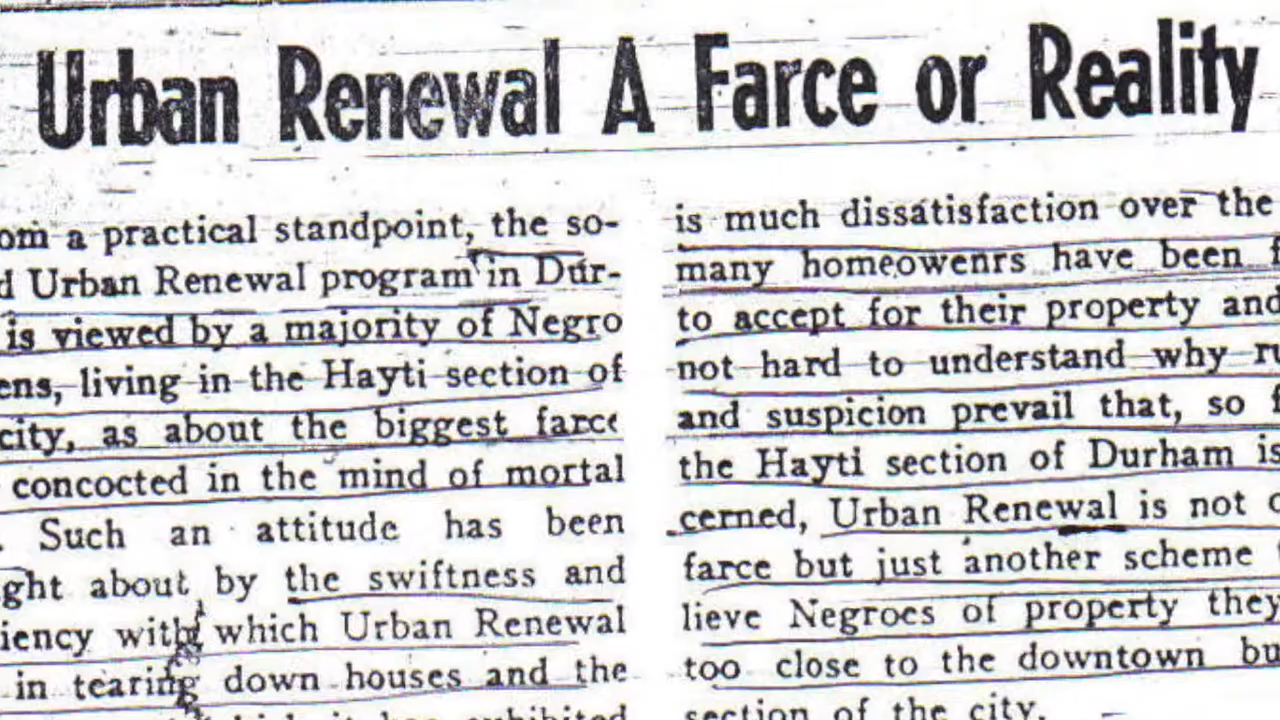 Urban Renewal A Farce or Reality
om a practical standpoint, the so-
d Urban Renewal program in Dur-
is viewed by a majority of Negro
ens, living in the Hayti section of
city, as about the biggest farce
concocted in the mind of mortal
. Such an attitude has been
ght about by the swiftness and
iency with which Urban Renewal
in tearing down houses and the
it has exhibited
is much dissatisfaction over the
many homeowenrs have been f
to accept for their property and
not hard to understand why ru
and suspicion prevail that, so f
the Hayti section of Durham is
cerned, Urban Renewal is not o
farce but just another scheme
lieve Negroes of property they
too close to the downtown bu
section of the city.